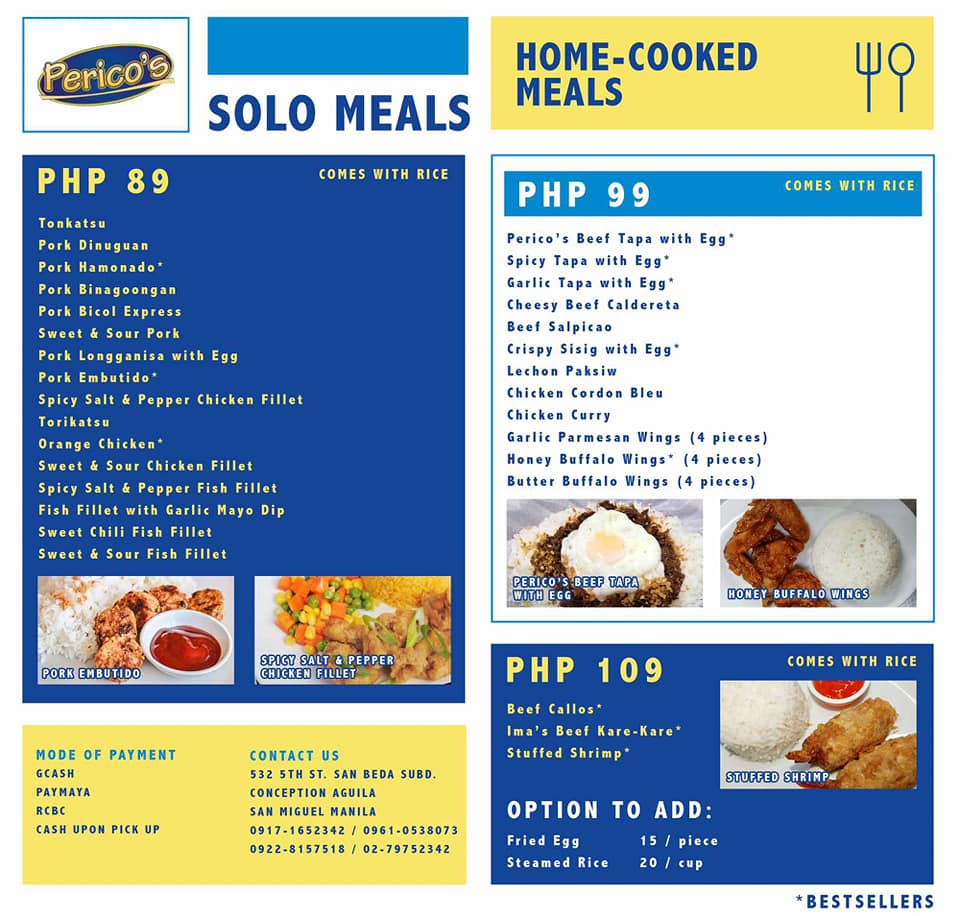 Perico's
SOLO MEALS
HOME-COOKED
MEALS
PHP 89
COMES WITH RICE
Tonkatsu
Pork Dinuguan
Pork Hamonado*
Pork Binagoongan
Pork Bicol Express
Sweet & Sour Pork
Pork Longganisa with Egg
Pork Embutido*
Spicy Salt & Pepper Chicken Fillet
Torikatsu
Orange Chicken*
Sweet & Sour Chicken Fillet
Spicy Salt & Pepper Fish Fillet
Fish Fillet with Garlic Mayo Dip
Sweet Chili Fish Fillet
Sweet & Sour Fish Fillet
PORK EMBUTIDO
SPICY SALT & PEPPER
CHICKEN FILLET
PHP 99
COMES WITH RICE
Perico's Beef Tapa with Egg*
Spicy Tapa with Egg*
Garlic Tapa with Egg*
Cheesy Beef Caldereta
Beef Salpicao
Crispy Sisig with Egg*
Lechon Paksiw
Chicken Cordon Bleu
Chicken Curry
Garlic Parmesan Wings (4 pieces)
Honey Buffalo Wings* (4 pieces)
Butter Buffalo Wings (4 pieces)
PERICO'S BEEF TAPA
WITH EGG
HONEY BUFFALO WINGS
PHP 109
COMES WITH RICE
Beef Callos*
Ima's Beef Kare-Kare*
Stuffed Shrimp*
STUFFED SHRIMP
OPTION TO ADD:
Fried Egg 15 / piece
Steamed Rice 20 / cup
MODE OF PAYMENT
GCASH
PAYMAYA
RCBC
CASH UPON PICK UP
CONTACT US
532 5TH ST. SAN BEDA SUBD.
CONCEPTION AGUILA
SAN MIGUEL MANILA
0917-1652342 / 0961-0538073
0922-8157518 / 02-79752342
*BESTSELLERS